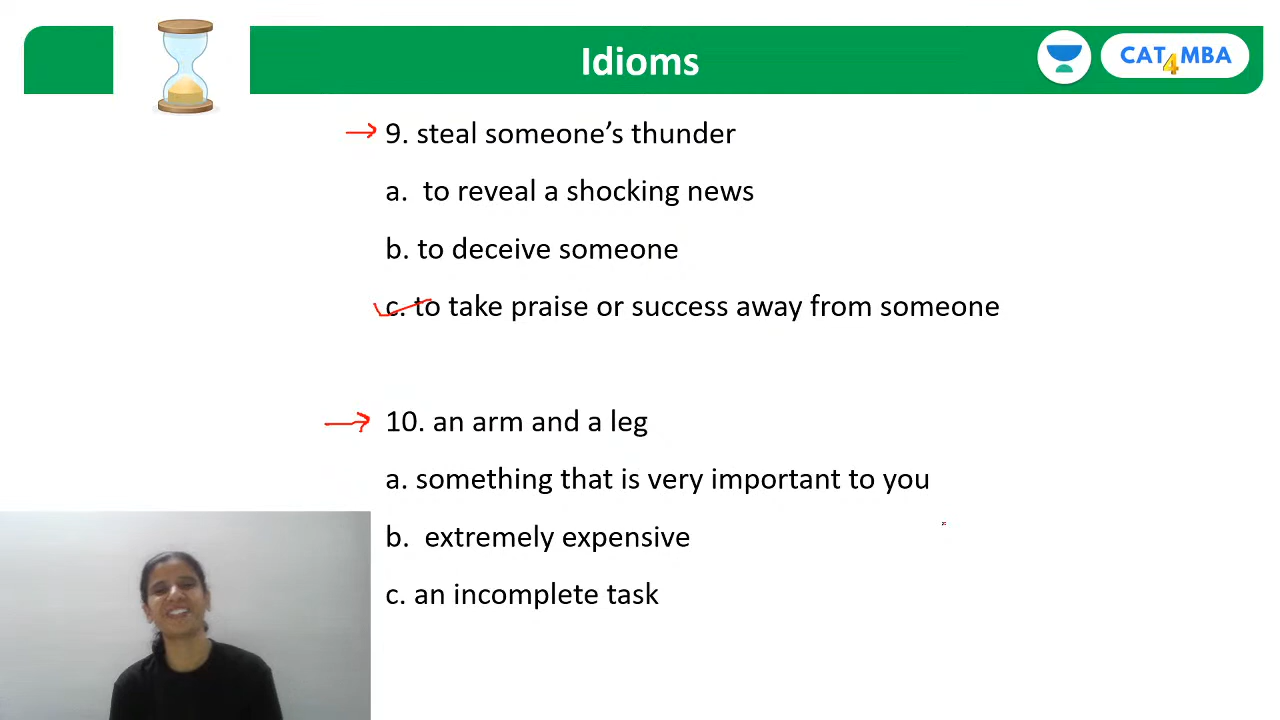 Idioms
CAT4MBA
9. steal someone’s thunder
a. to reveal a shocking news
b. to deceive someone
c. to take praise or success away from someone
10. an arm and a leg
a. something that is very important to you
b. extremely expensive
c. an incomplete task